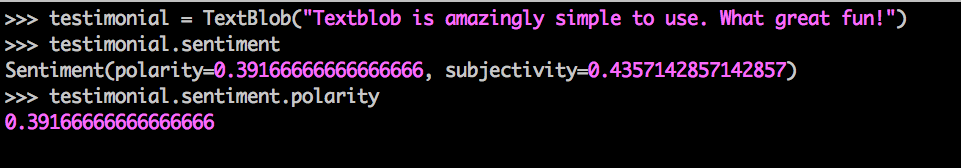 >>> testimonial = TextBlob("Textblob is amazingly simple to use. What great fun!")
>>> testimonial.sentiment
Sentiment(polarity=0.39166666666666666, subjectivity=0.4357142857142857)
>>> testimonial.sentiment.polarity
0.39166666666666666